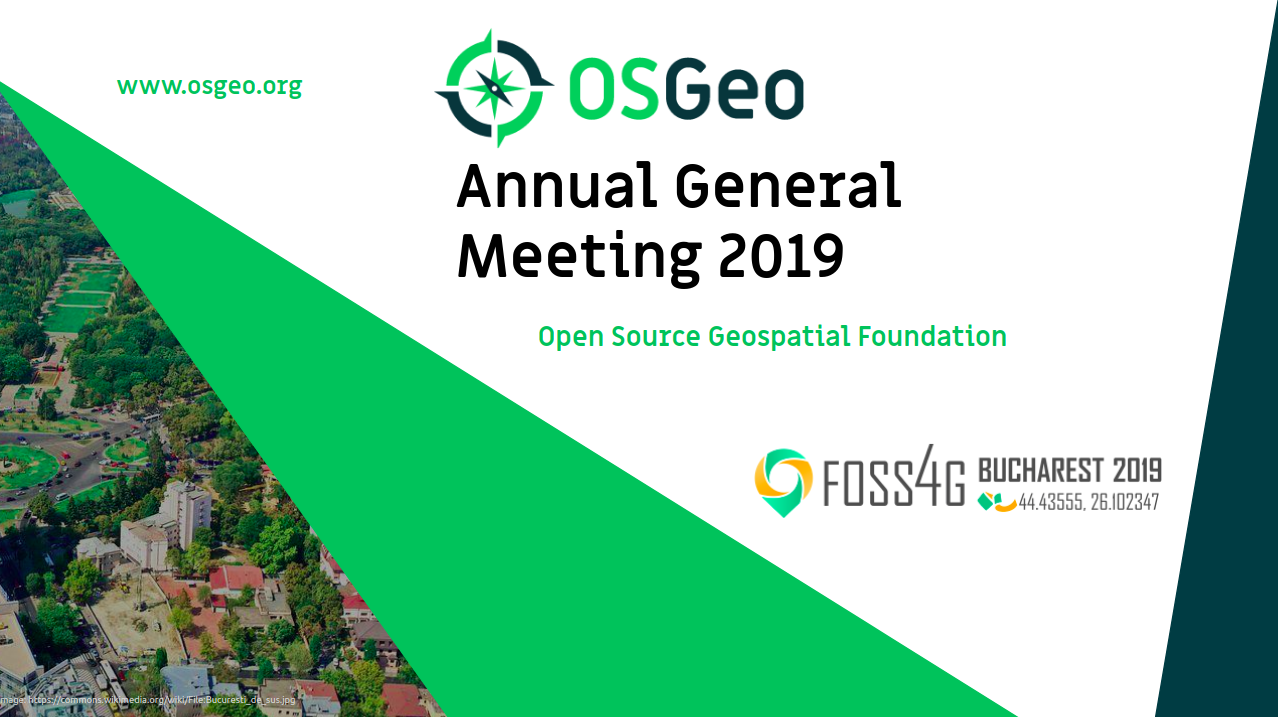 www.osgeo.org
OSGeo
Annual General
Meeting 2019
Open Source Geospatial Foundation
FOSS4G BUCHAREST 2019
44.43555, 26.102347
mage: https://commons.wikimedia.org/wiki/File:Bucuresti_de_sus.jpg